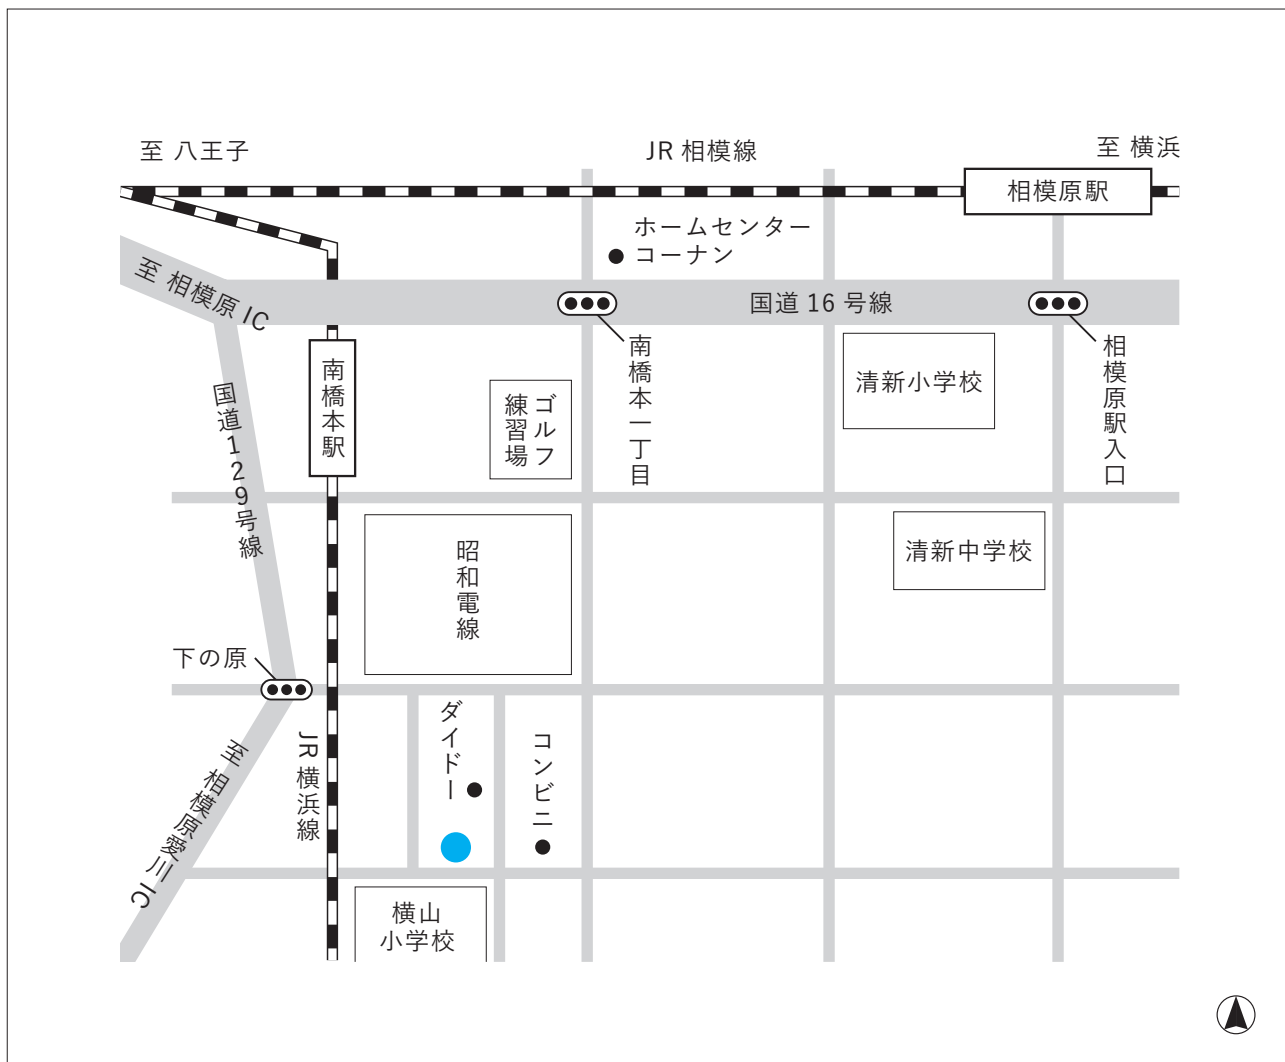 至 八王子
JR 相模線
至 横浜
相模原駅
ホームセンター
コーナン
至 相模原 IC
国道 16 号線
南橋本駅
南橋本一丁目
清新小学校
相模原駅入口
国道129号線
ゴルフ
練習場
昭和電線
清新中学校
下の原
ダイドー
コンビニ
JR 横浜線
至 相模原愛川 IC
横山
小学校